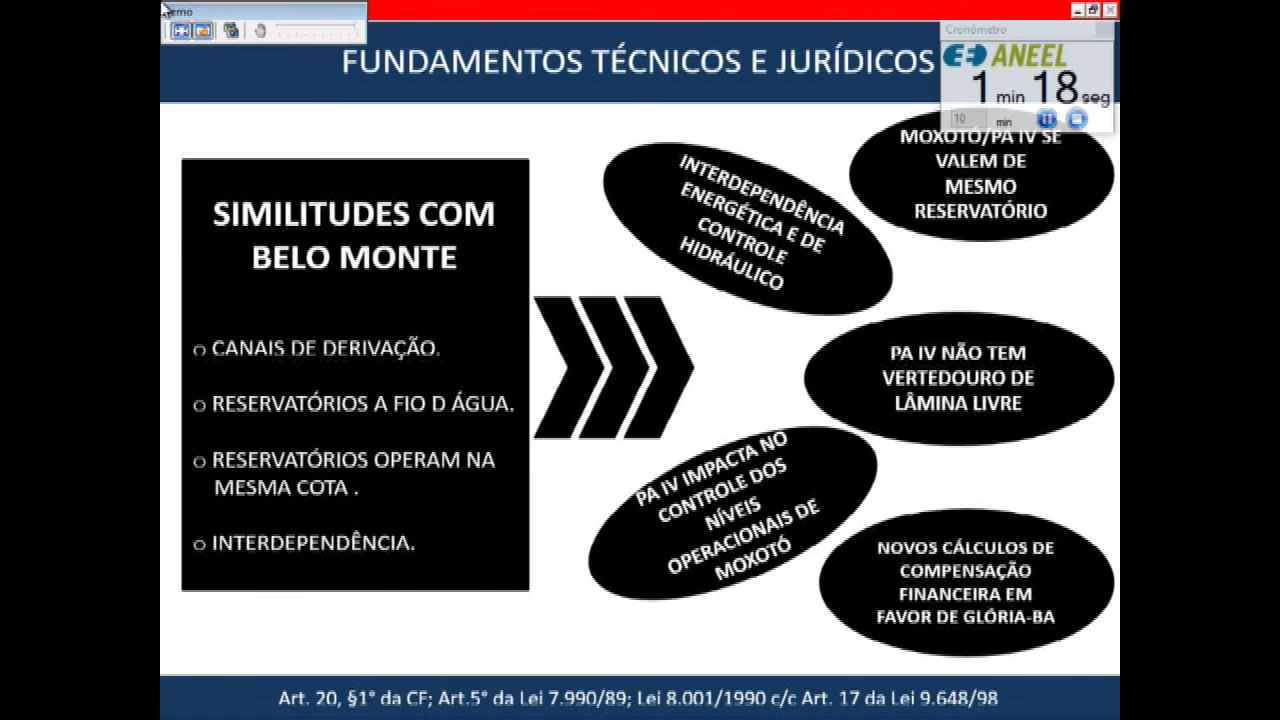 emo
Cronômetro
ANEEL
1 min 18 seg
10 min
FUNDAMENTOS TÉCNICOS E JURÍDICOS
SIMILITUDES COM
BELO MONTE
o CANAIS DE DERIVAÇÃO.
o RESERVATÓRIOS A FIO D ÁGUA.
o RESERVATÓRIOS OPERAM NA
MESMA COTA .
o INTERDEPENDÊNCIA.
INTERDEPENDÊNCIA
ENERGÉTICA E DE
CONTROLE
HIDRÁULICO
MOXOTÓ/PA IV SE
VALEM DE
MESMO
RESERVATÓRIO
PA IV NÃO TEM
VERTEDOURO DE
LÂMINA LIVRE
PA IV IMPACTA NO
CONTROLE DOS
NÍVEIS
OPERACIONAIS DE
MOXOTÓ
NOVOS CÁLCULOS DE
COMPENSAÇÃO
FINANCEIRA EM
FAVOR DE GLÓRIA-BA
Art. 20, §1° da CF; Art.5° da Lei 7.990/89; Lei 8.001/1990 c/c Art. 17 da Lei 9.648/98